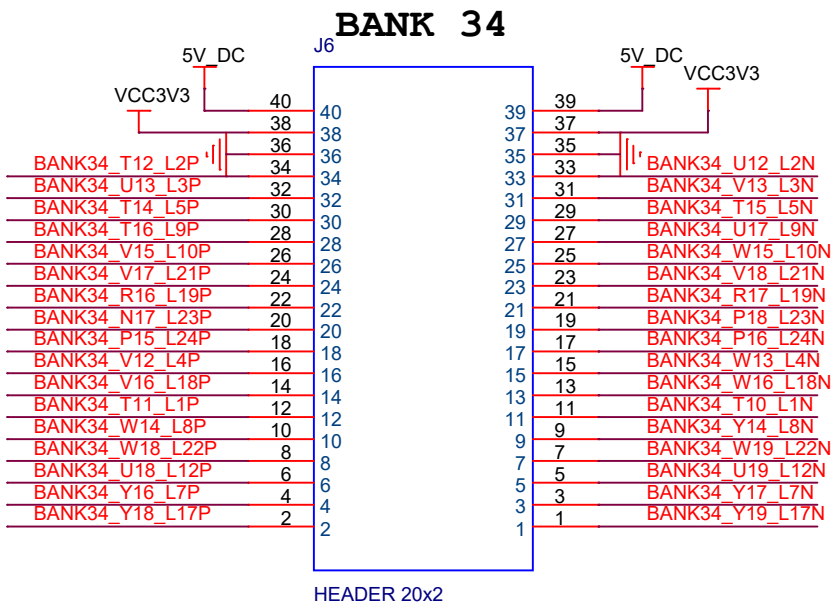 BANK 34
J6
5V_DC 5V_DC
VCC3V3 VCC3V3
40 40 39 39
38 38 37 37
36 36 35 35
BANK34_T12_L2P 34 34 33 33 BANK34_U12_L2N
BANK34_U13_L3P 32 32 31 31 BANK34_V13_L3N
BANK34_T14_L5P 30 30 29 29 BANK34_T15_L5N
BANK34_T16_L9P 28 28 27 27 BANK34_U17_L9N
BANK34_V15_L10P 26 26 25 25 BANK34_W15_L10N
BANK34_V17_L21P 24 24 23 23 BANK34_V18_L21N
BANK34_R16_L19P 22 22 21 21 BANK34_R17_L19N
BANK34_N17_L23P 20 20 19 19 BANK34_P18_L23N
BANK34_P15_L24P 18 18 17 17 BANK34_P16_L24N
BANK34_V12_L4P 16 16 15 15 BANK34_W13_L4N
BANK34_V16_L18P 14 14 13 13 BANK34_W16_L18N
BANK34_T11_L1P 12 12 11 11 BANK34_T10_L1N
BANK34_W14_L8P 10 10 9 9 BANK34_Y14_L8N
BANK34_W18_L22P 8 8 7 7 BANK34_W19_L22N
BANK34_U18_L12P 6 6 5 5 BANK34_U19_L12N
BANK34_Y16_L7P 4 4 3 3 BANK34_Y17_L7N
BANK34_Y18_L17P 2 2 1 1 BANK34_Y19_L17N
HEADER 20x2